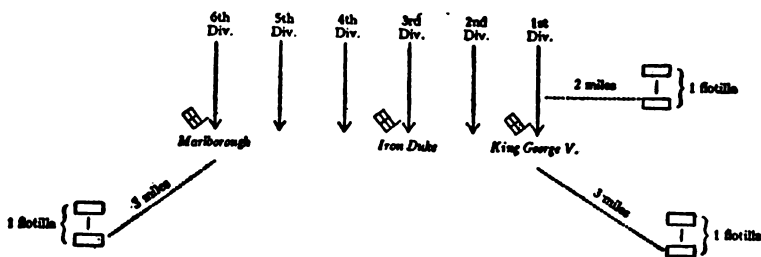 6th Div.
5th Div.
4th Div.
3rd Div.
2nd Div.
1st Div.
2 miles
1 flotilla
Marlborough
Iron Duke
King George V.
3 miles
3 miles
1 flotilla
1 flotilla